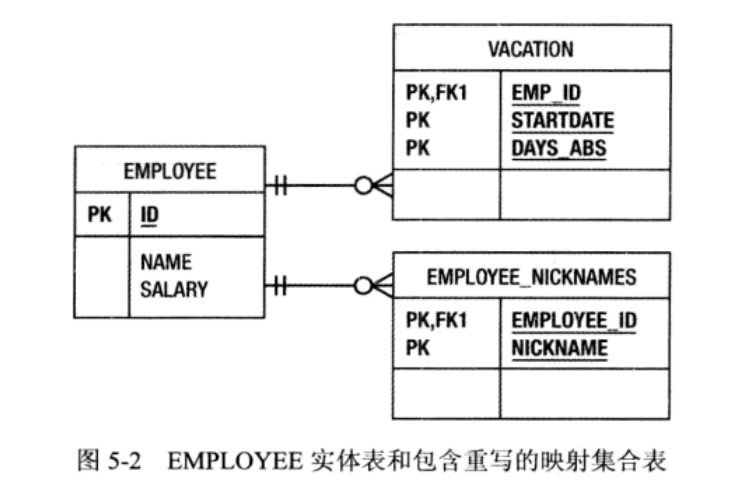 VACATION
PK,FK1 EMP_ID
PK STARTDATE
PK DAYS_ABS
EMPLOYEE
PK ID
NAME
SALARY
EMPLOYEE_NICKNAMES
PK,FK1 EMPLOYEE_ID
PK NICKNAME
图 5-2 EMPLOYEE 实体表和包含重写的映射集合表